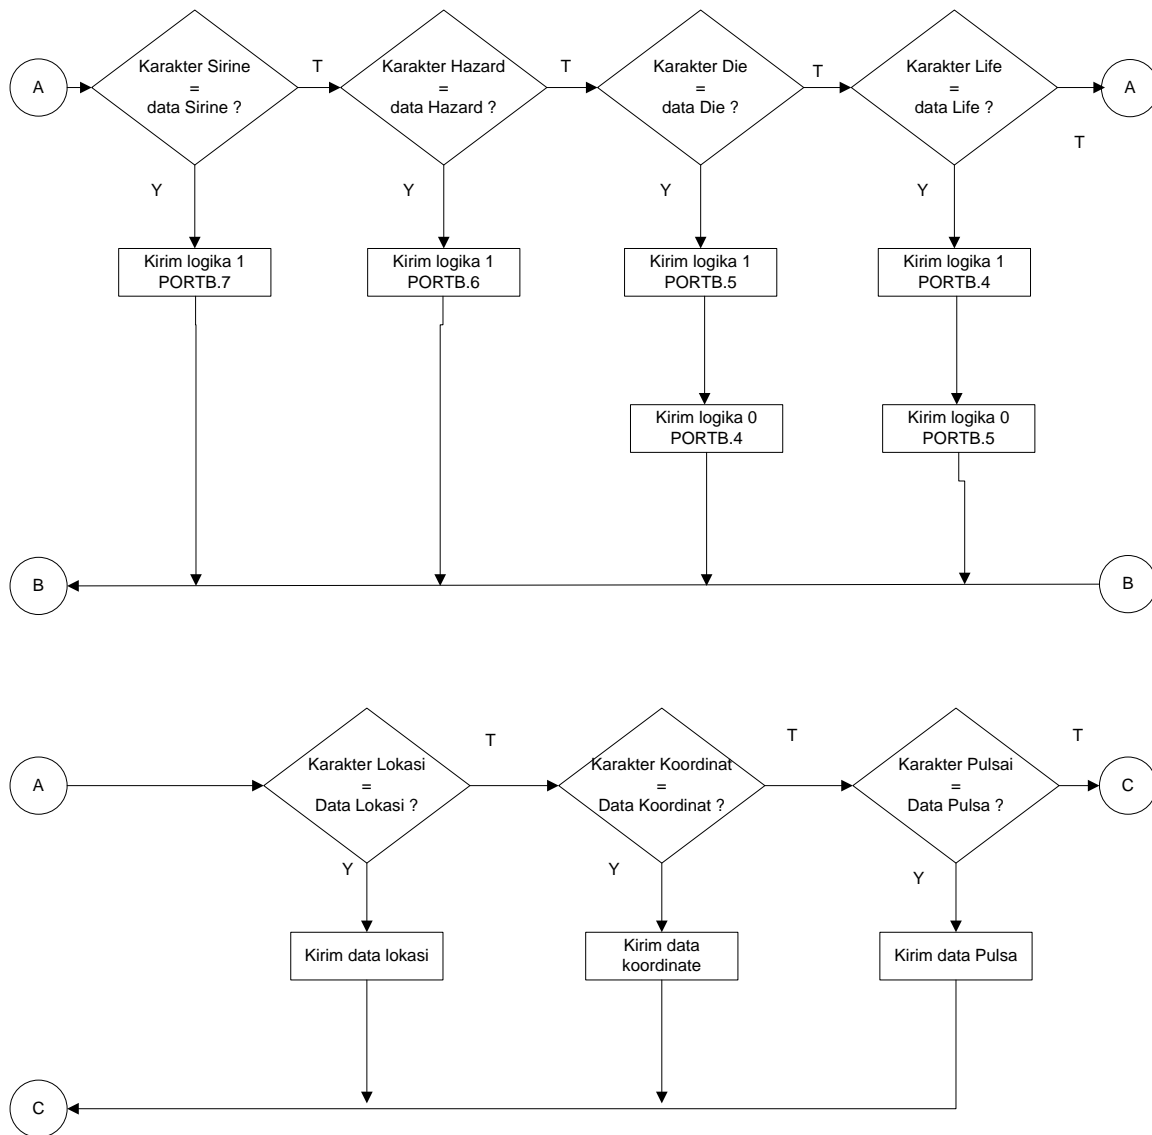 A
Karakter Sirine
=
data Sirine ?
T
Karakter Hazard
=
data Hazard ?
T
Karakter Die
=
data Die ?
T
Karakter Life
=
data Life ?
A
T
Y
Y
Y
Y
Kirim logika 1
PORTB.7
Kirim logika 1
PORTB.6
Kirim logika 1
PORTB.5
Kirim logika 1
PORTB.4
Kirim logika 0
PORTB.4
Kirim logika 0
PORTB.5
B
B
A
Karakter Lokasi
=
Data Lokasi ?
T
Karakter Koordinat
=
Data Koordinat ?
T
Karakter Pulsai
=
Data Pulsa ?
T
C
Y
Y
Y
Kirim data lokasi
Kirim data
koordinate
Kirim data Pulsa
C